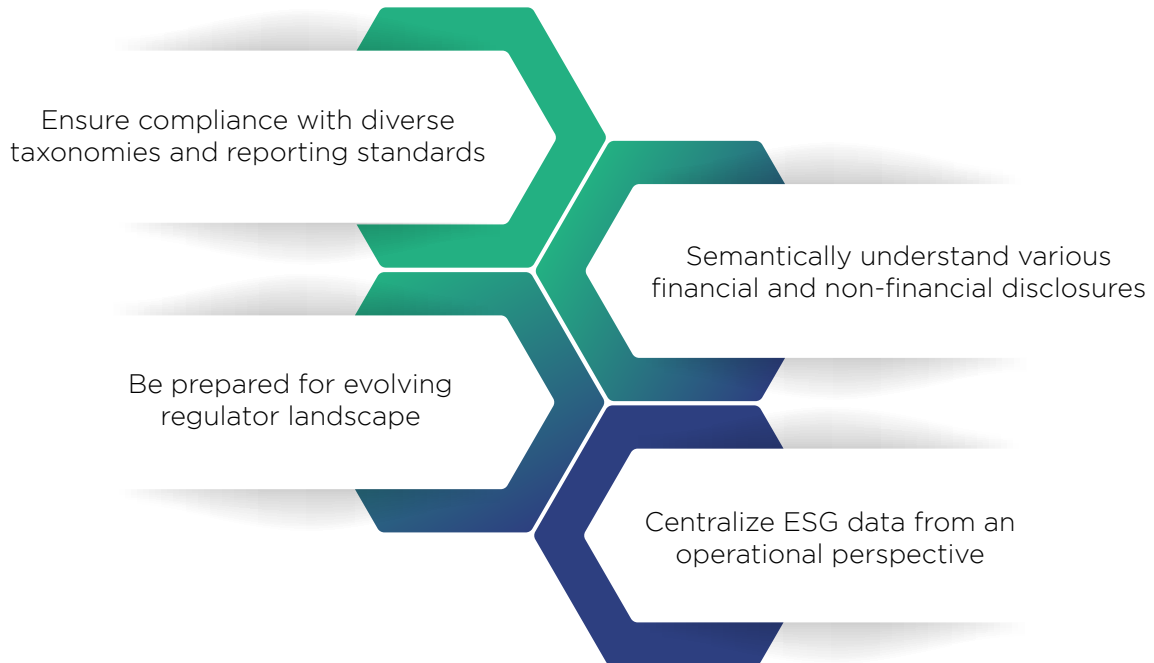 Ensure compliance with diverse
taxonomies and reporting standards
Semantically understand various
financial and non-financial disclosures
Be prepared for evolving
regulator landscape
Centralize ESG data from an
operational perspective